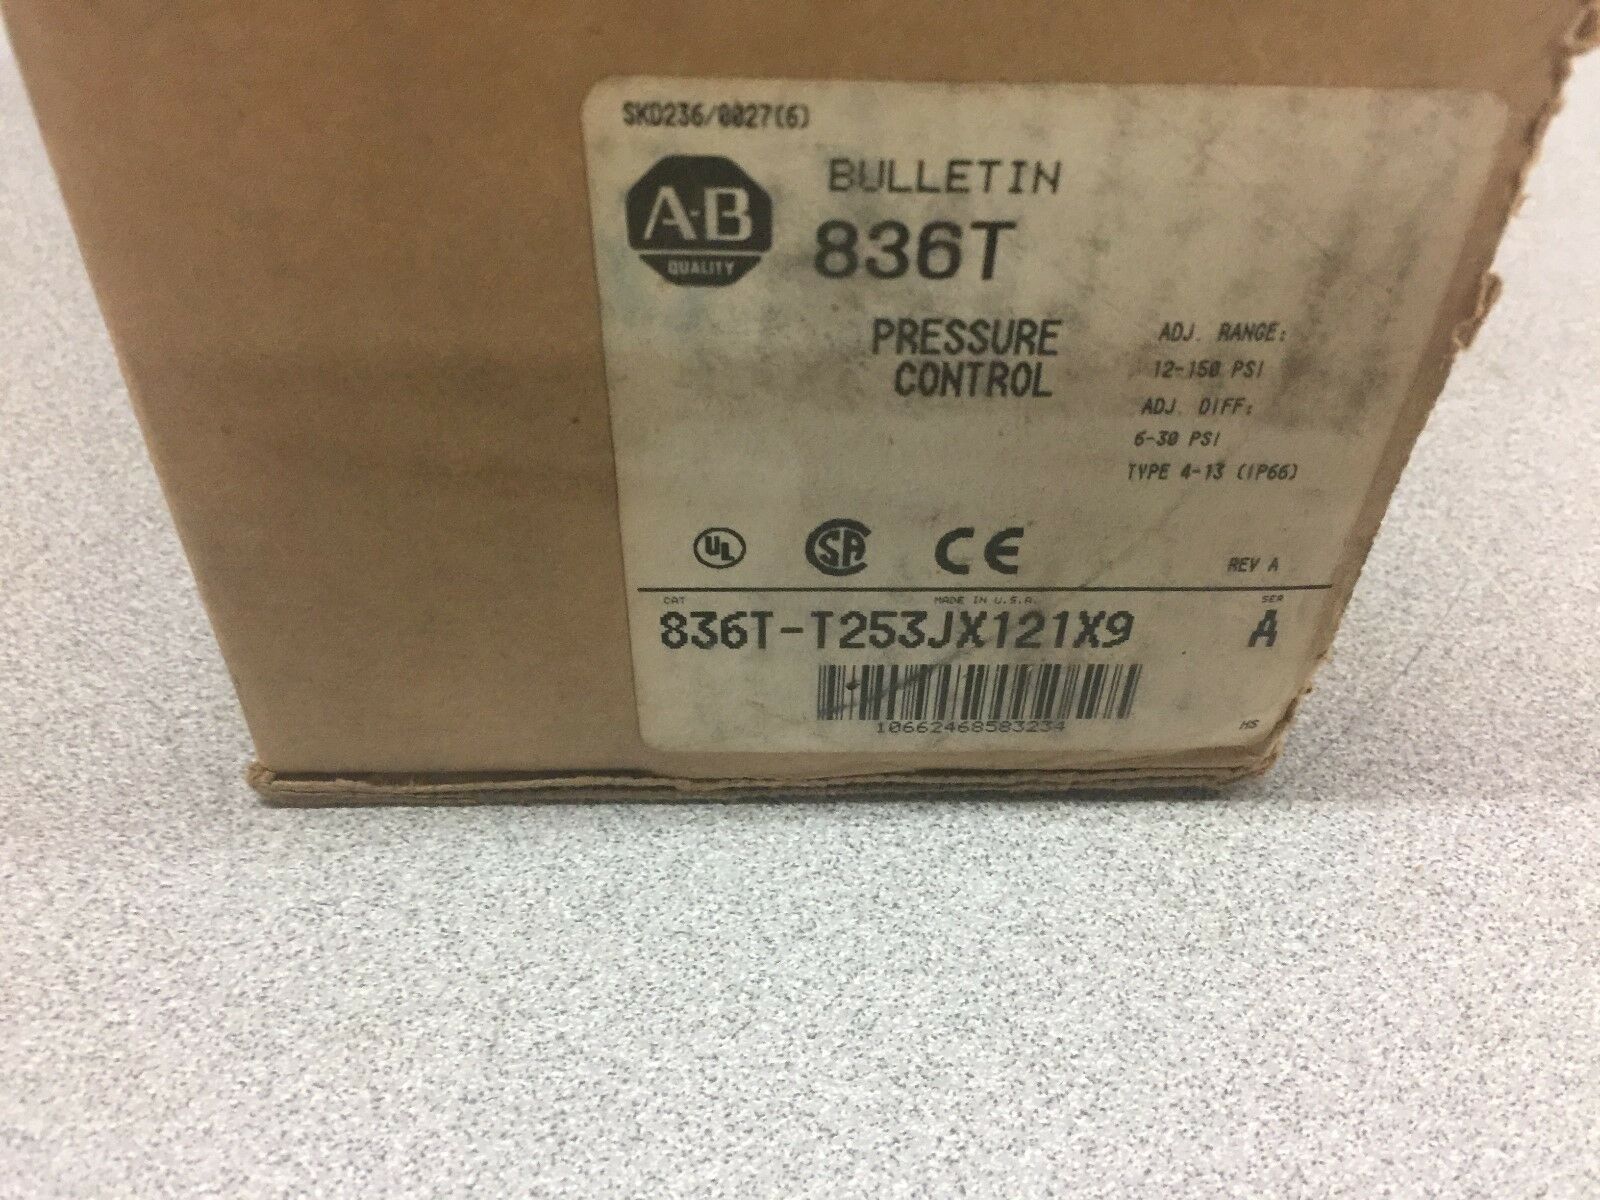 SKD236/0027(6)
A-B
QUALITY
BULLETIN
836T
PRESSURE
CONTROL
ADJ. RANGE:
12-150 PSI
ADJ. DIFF:
6-30 PSI
TYPE 4-13 (IP66)
UL
SA
CE
REV A
CAT
MADE IN U.S.A.
SER
836T-T253JX121X9
A
10662468583234
HS